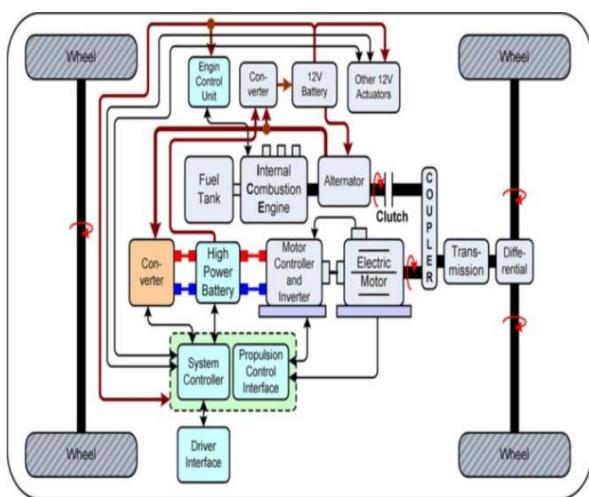 Wheel
Wheel
Engin
Control
Unit
Con-
verter
12V
Battery
Other 12V
Actuators
Fuel
Tank
Internal
Combustion
Engine
Alternator
Clutch
COUPLER
Trans-
mission
Diffe-
rential
Con-
verter
High
Power
Battery
Motor
Controller
and
Inverter
Electric
Motor
System
Controller
Propulsion
Control
Interface
Driver
Interface
Wheel
Wheel